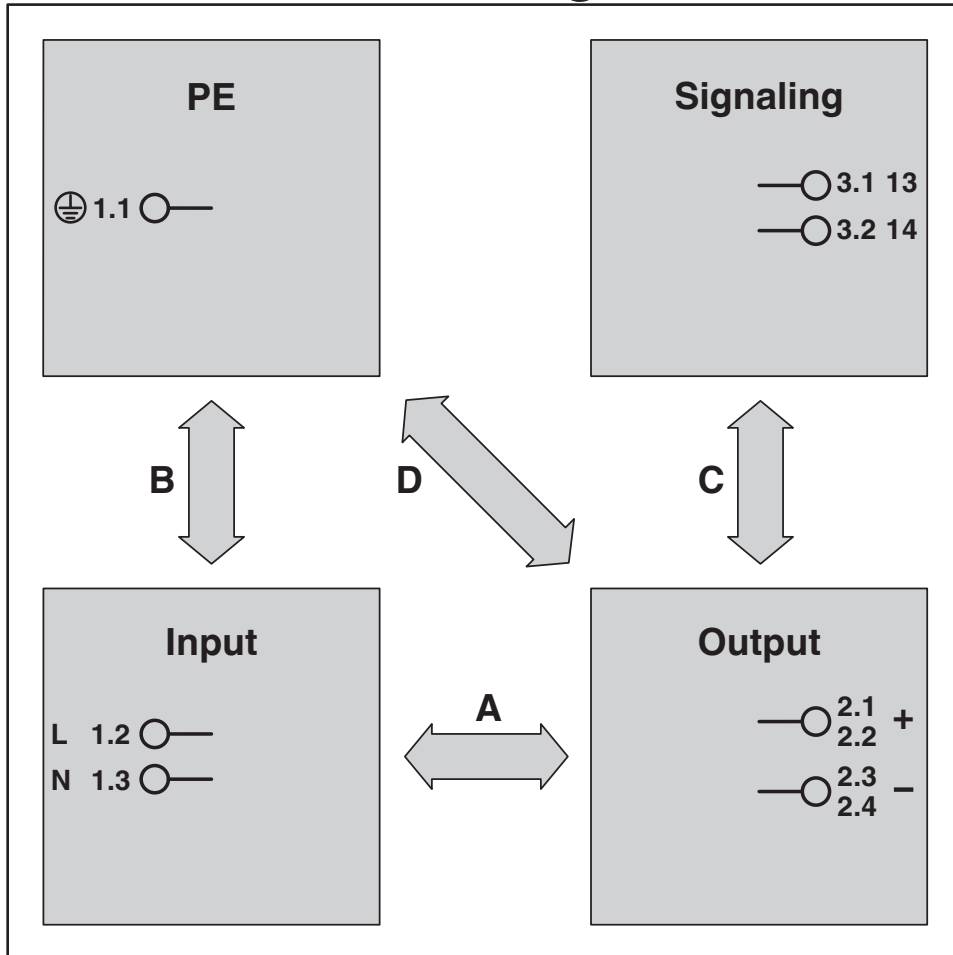 PE
1.1
Signaling
3.1 13
3.2 14
B
D
C
Input
L 1.2
N 1.3
A
Output
2.1
2.2 +
2.3
2.4 −